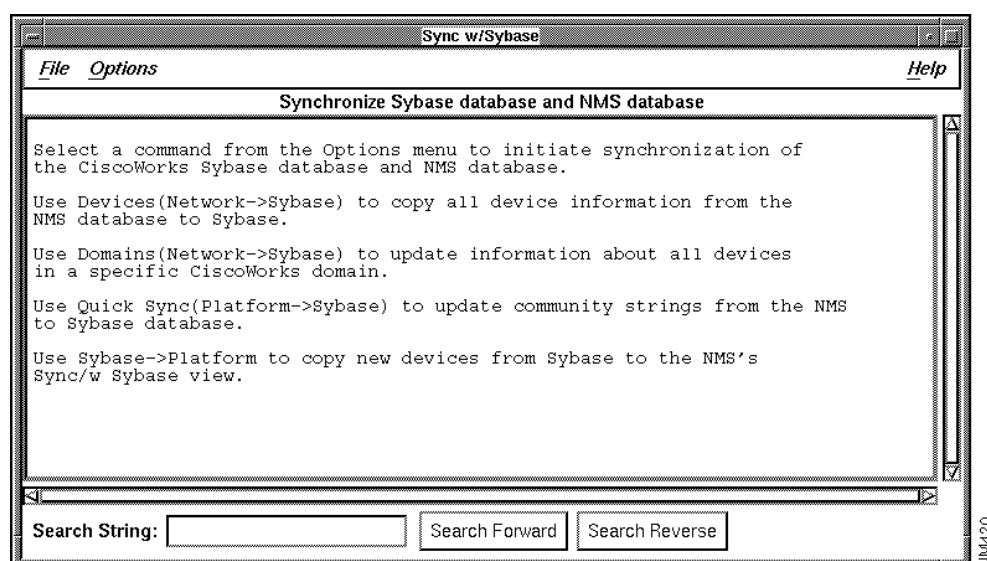 Sync w/Sybase
File Options Help
Synchronize Sybase database and NMS database
Select a command from the Options menu to initiate synchronization of
the CiscoWorks Sybase database and NMS database.
Use Devices(Network->Sybase) to copy all device information from the
NMS database to Sybase.
Use Domains(Network->Sybase) to update information about all devices
in a specific CiscoWorks domain.
Use Quick Sync(Platform->Sybase) to update community strings from the NMS
to Sybase database.
Use Sybase->Platform to copy new devices from Sybase to the NMS's
Sync/w Sybase view.
Search String: Search Forward Search Reverse